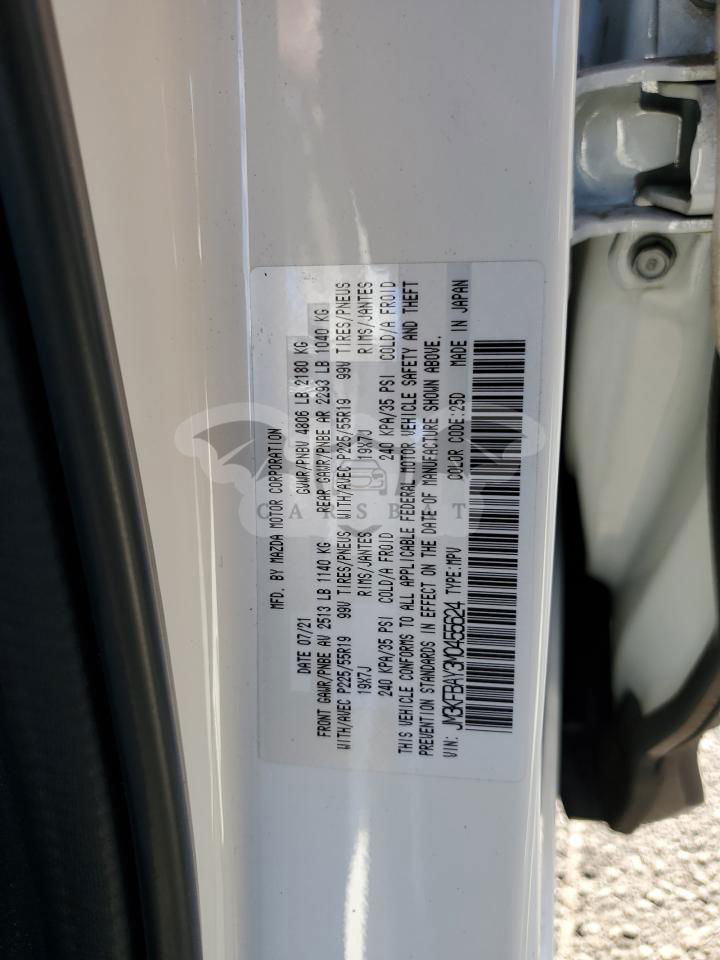 MFD. BY MAZDA MOTOR CORPORATION
DATE 07/21 GVWR/PNBV 4806 LB 2180 KG
FRONT GAWR/PNBE AV 2513 LB 1140 KG REAR GAWR/PNBE AR 2293 LB 1040 KG
WITH/AVEC P225/55R19 99V TIRES/PNEUS WITH/AVEC P225/55R19 99V TIRES/PNEUS
19X7J RIMS/JANTES 19X7J RIMS/JANTES
240 KPA/35 PSI COLD/A FROID 240 KPA/35 PSI COLD/A FROID
THIS VEHICLE CONFORMS TO ALL APPLICABLE FEDERAL MOTOR VEHICLE SAFETY AND THEFT
PREVENTION STANDARDS IN EFFECT ON THE DATE OF MANUFACTURE SHOWN ABOVE.
VIN: JM3KFBAY3M0455624 TYPE:MPV COLOR CODE:25D MADE IN JAPAN
CARSBAT